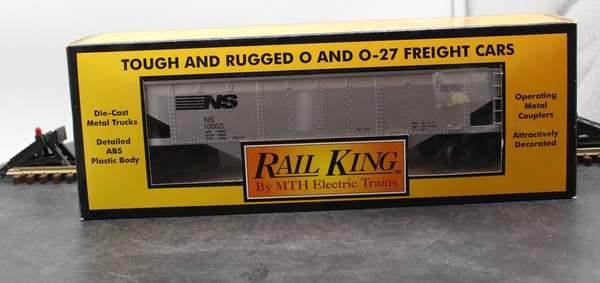 TOUGH AND RUGGED O AND O-27 FREIGHT CARS
Die-Cast
Metal Trucks
Detailed
ABS
Plastic Body
NS
NS
10003
Operating
Metal
Couplers
Attractively
Decorated
RAIL KING™
By MTH Electric Trains